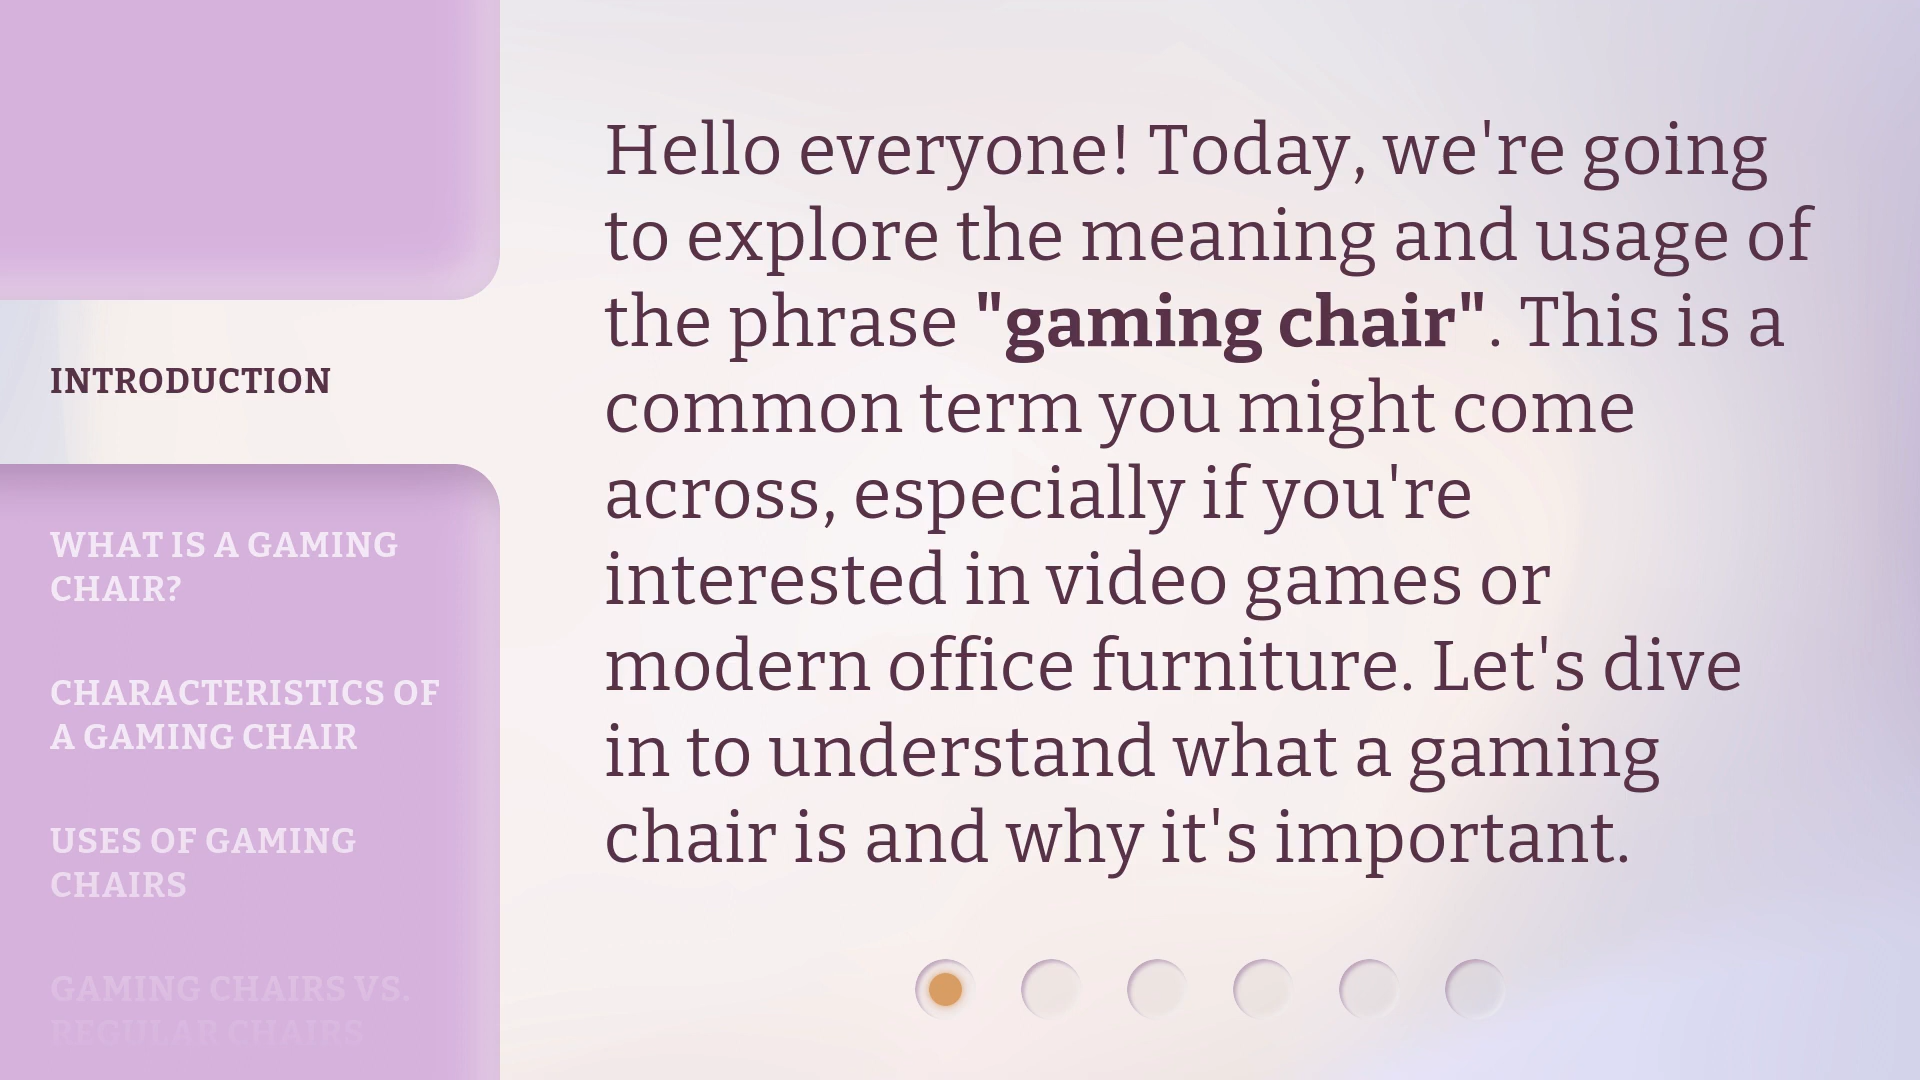 INTRODUCTION
WHAT IS A GAMING
CHAIR?
CHARACTERISTICS OF
A GAMING CHAIR
USES OF GAMING
CHAIRS
GAMING CHAIRS VS.
REGULAR CHAIRS
Hello everyone! Today, we're going
to explore the meaning and usage of
the phrase "gaming chair". This is a
common term you might come
across, especially if you're
interested in video games or
modern office furniture. Let's dive
in to understand what a gaming
chair is and why it's important.